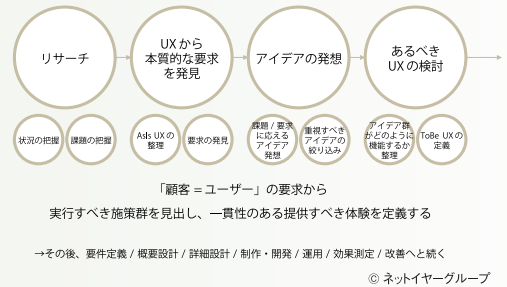 リサーチ
UX から
本質的な要求
を発見
アイデアの発想
あるべき
UX の検討
状況の把握
課題の把握
AsIs UX の
整理
要求の発見
課題 / 要求
に応える
アイデア
発想
重視すべき
アイデアの
絞り込み
アイデア群
がどのように
機能するか
整理
ToBe UX の
定義
「顧客 = ユーザー」の要求から
実行すべき施策群を見出し、一貫性のある提供すべき体験を定義する
→その後、要件定義 / 概要設計 / 詳細設計 / 制作・開発 / 運用 / 効果測定 / 改善へと続く
© ネットイヤーグループ